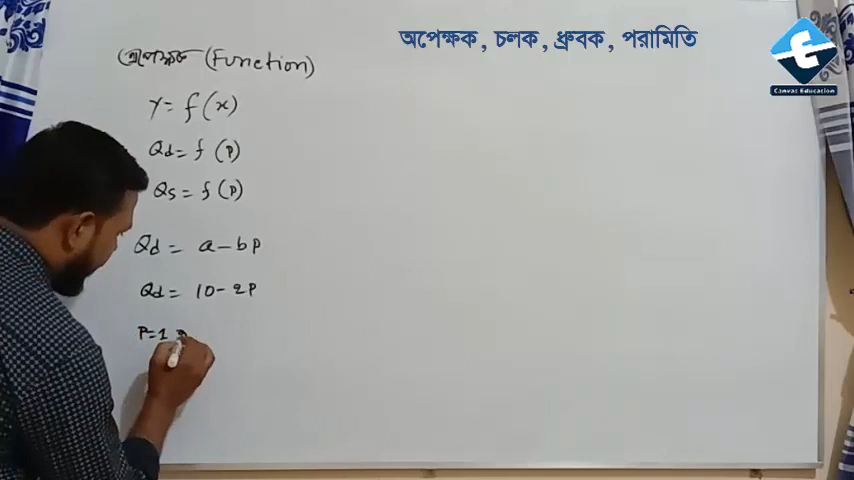 অপেক্ষক, চলক, ধ্রুবক, পরামিতি
Canvas Education
অপেক্ষক (Function)
Y = f(x)
Qd = f (P)
Qs = f (P)
Qd = a - bP
Qd = 10 - 2P
P=1